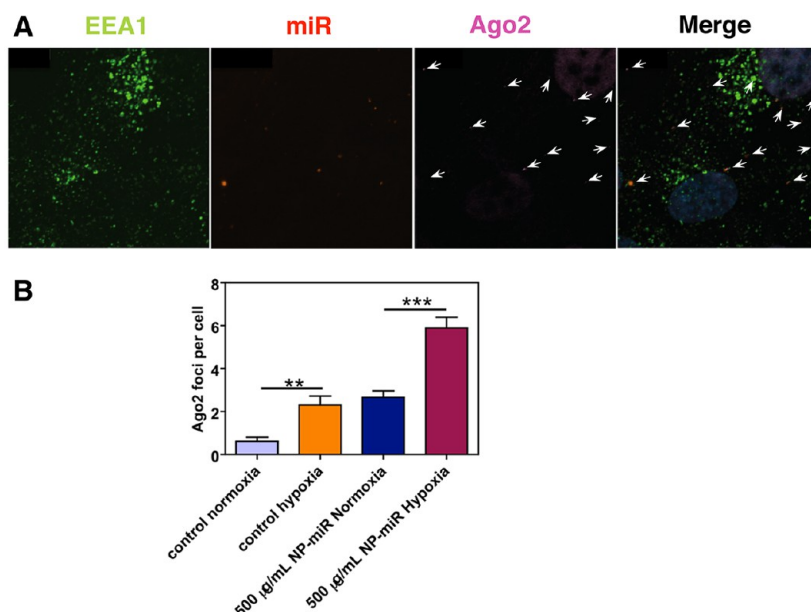 A
EEA1
miR
Ago2
Merge
B
Ago2 foci per cell
8
6
4
2
0
**
***
control normoxia
control hypoxia
500 µg/mL NP-miR Normoxia
500 µg/mL NP-miR Hypoxia